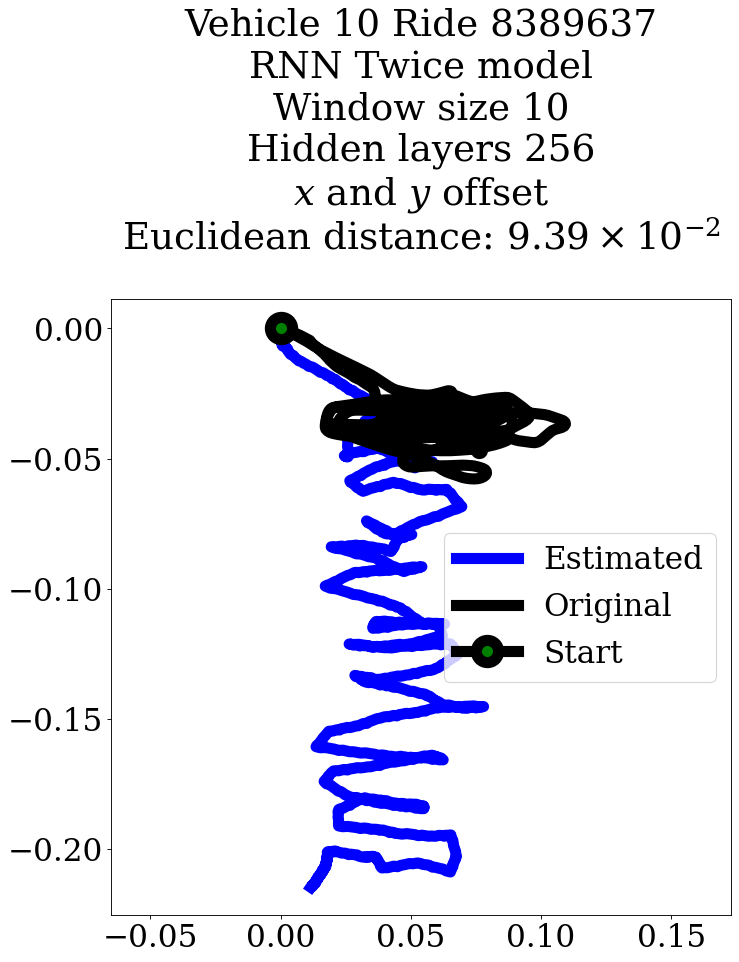 Vehicle 10 Ride 8389637
RNN Twice model
Window size 10
Hidden layers 256
x and y offset
Euclidean distance: 9.39 × 10⁻²
0.00
−0.05
−0.10
−0.15
−0.20
Estimated
Original
Start
−0.05 0.00 0.05 0.10 0.15